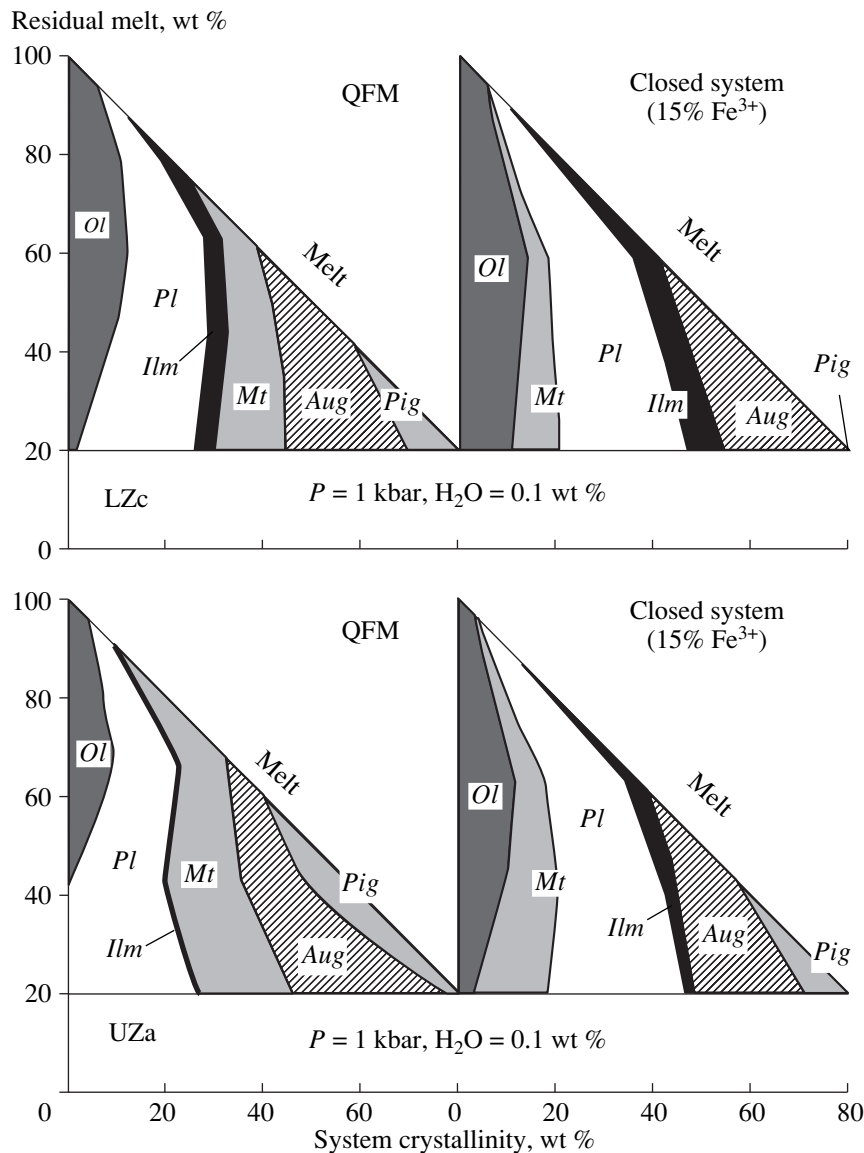 Residual melt, wt %
100
80
60
40
20
0
QFM
Closed system
(15% Fe³⁺)
Ol
Pl
Ilm
Mt
Aug
Pig
Melt
Ol
Mt
Pl
Ilm
Aug
Pig
Melt
LZc
P = 1 kbar, H₂O = 0.1 wt %
100
80
60
40
20
QFM
Closed system
(15% Fe³⁺)
Ol
Pl
Ilm
Mt
Aug
Pig
Melt
Ol
Mt
Pl
Ilm
Aug
Pig
Melt
UZa
P = 1 kbar, H₂O = 0.1 wt %
0 20 40 60 0 20 40 60 80
System crystallinity, wt %